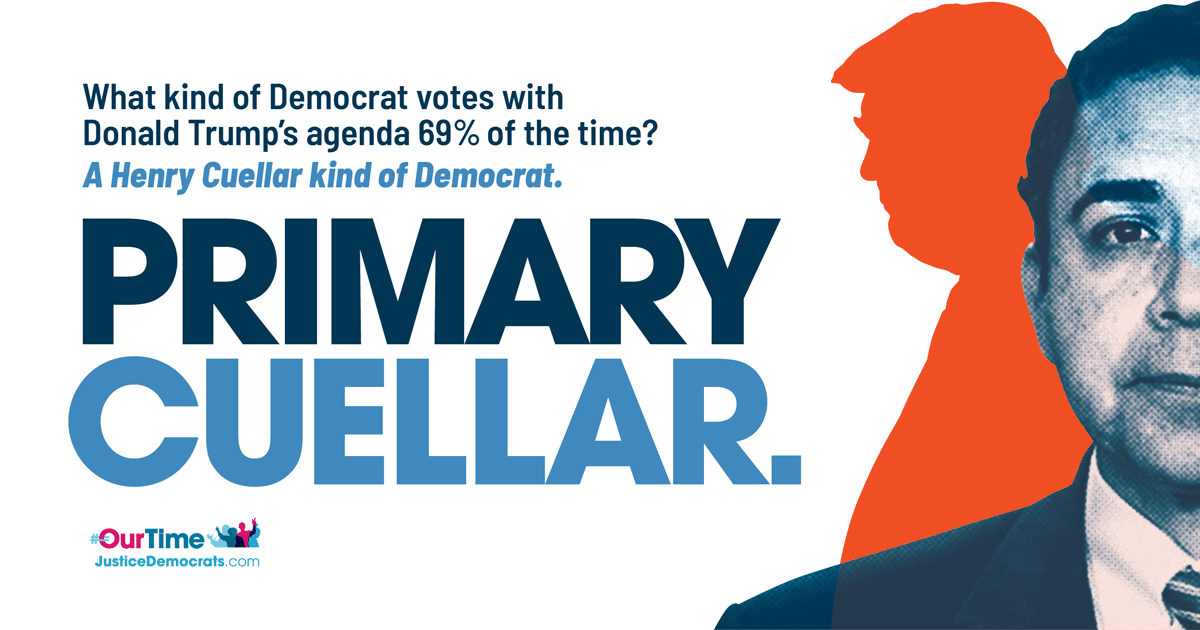 What kind of Democrat votes with
Donald Trump's agenda 69% of the time?
A Henry Cuellar kind of Democrat.
PRIMARY
CUELLAR.
#OurTime
JusticeDemocrats.com